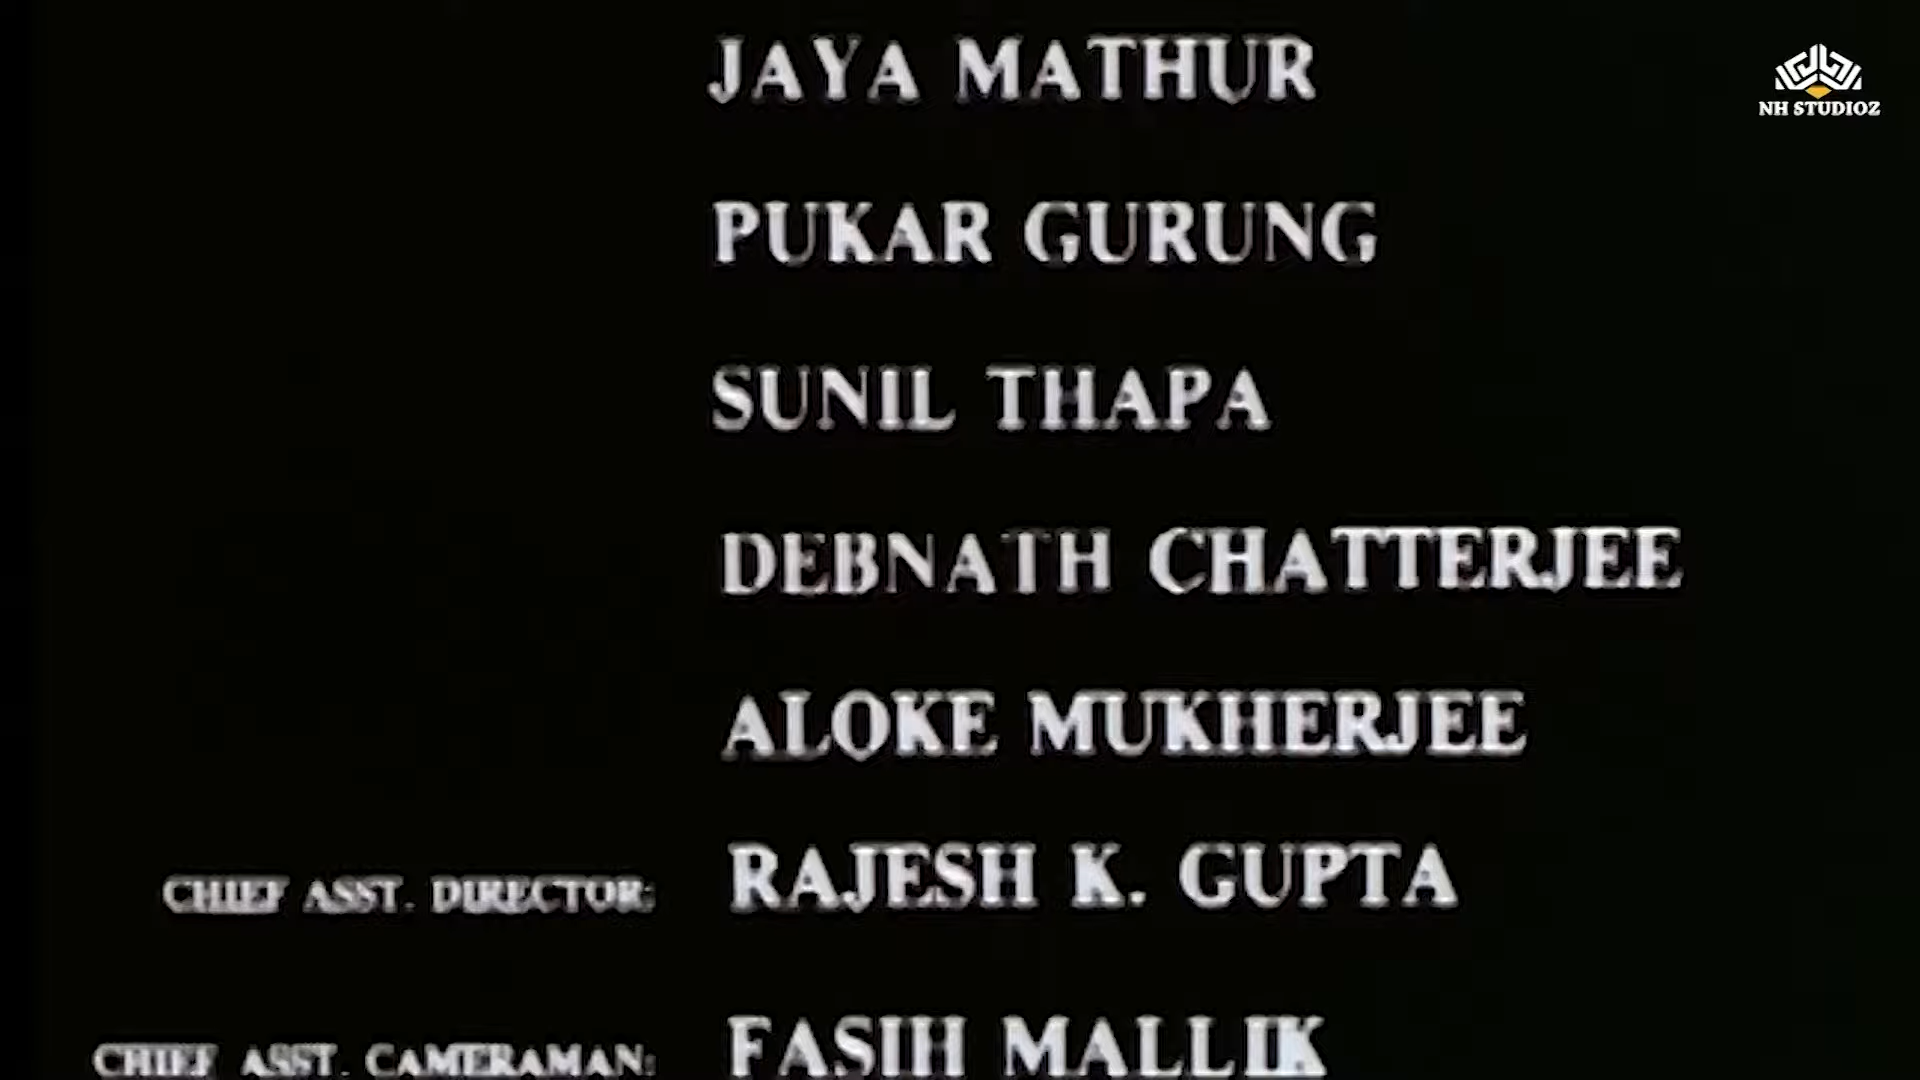 JAYA MATHUR
NH STUDIOZ
PUKAR GURUNG
SUNIL THAPA
DEBNATH CHATTERJEE
ALOKE MUKHERJEE
CHIEF ASST. DIRECTOR: RAJESH K. GUPTA
CHIEF ASST. CAMERAMAN: FASIH MALLIK